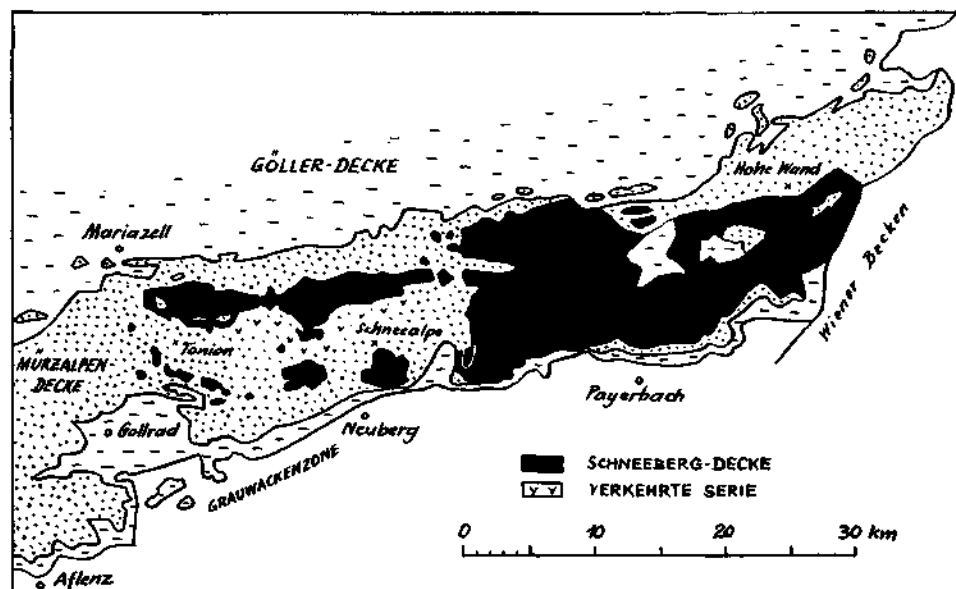 GÖLLER-DECKE
Hohe Wand
Mariazell
Wiener Becken
Schneealpe
Tonion
MÜRZALPEN-
DECKE
Payerbach
Gollrad
Neuberg
GRAUWACKENZONE
SCHNEEBERG-DECKE
VERKEHRTE SERIE
0 10 20 30 km
Aflenz